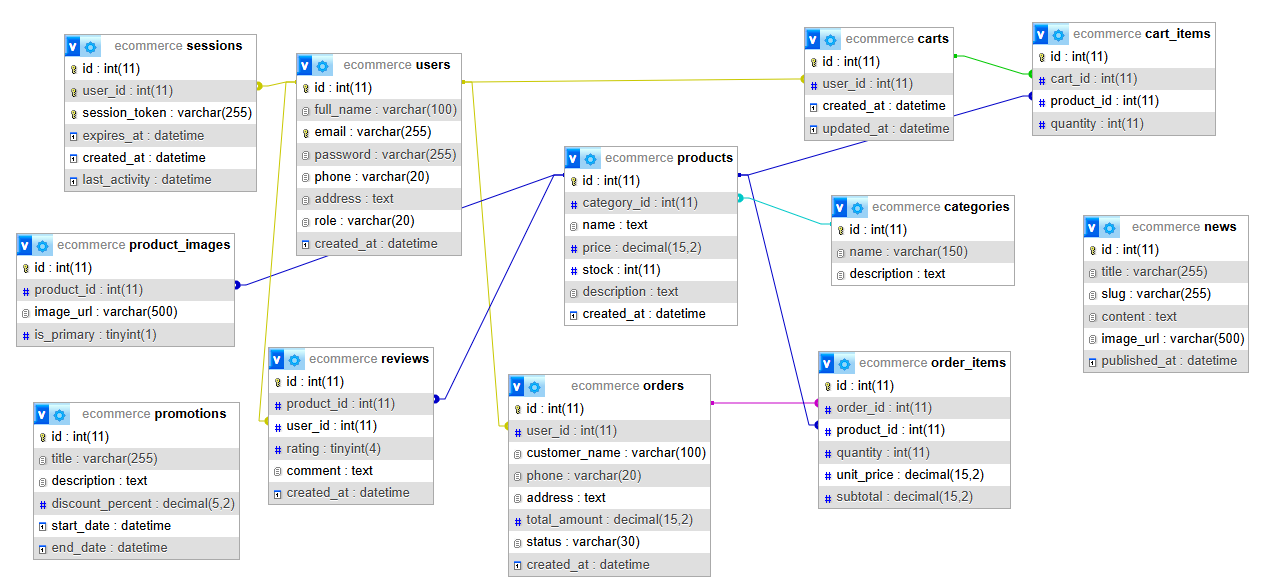 ecommerce sessions
id : int(11)
user_id : int(11)
session_token : varchar(255)
expires_at : datetime
created_at : datetime
last_activity : datetime
ecommerce users
id : int(11)
full_name : varchar(100)
email : varchar(255)
password : varchar(255)
phone : varchar(20)
address : text
role : varchar(20)
created_at : datetime
ecommerce carts
id : int(11)
user_id : int(11)
created_at : datetime
updated_at : datetime
ecommerce cart_items
id : int(11)
cart_id : int(11)
product_id : int(11)
quantity : int(11)
ecommerce products
id : int(11)
category_id : int(11)
name : text
price : decimal(15,2)
stock : int(11)
description : text
created_at : datetime
ecommerce categories
id : int(11)
name : varchar(150)
description : text
ecommerce news
id : int(11)
title : varchar(255)
slug : varchar(255)
content : text
image_url : varchar(500)
published_at : datetime
ecommerce product_images
id : int(11)
product_id : int(11)
image_url : varchar(500)
is_primary : tinyint(1)
ecommerce reviews
id : int(11)
product_id : int(11)
user_id : int(11)
rating : tinyint(4)
comment : text
created_at : datetime
ecommerce orders
id : int(11)
user_id : int(11)
customer_name : varchar(100)
phone : varchar(20)
address : text
total_amount : decimal(15,2)
status : varchar(30)
created_at : datetime
ecommerce order_items
id : int(11)
order_id : int(11)
product_id : int(11)
quantity : int(11)
unit_price : decimal(15,2)
subtotal : decimal(15,2)
ecommerce promotions
id : int(11)
title : varchar(255)
description : text
discount_percent : decimal(5,2)
start_date : datetime
end_date : datetime